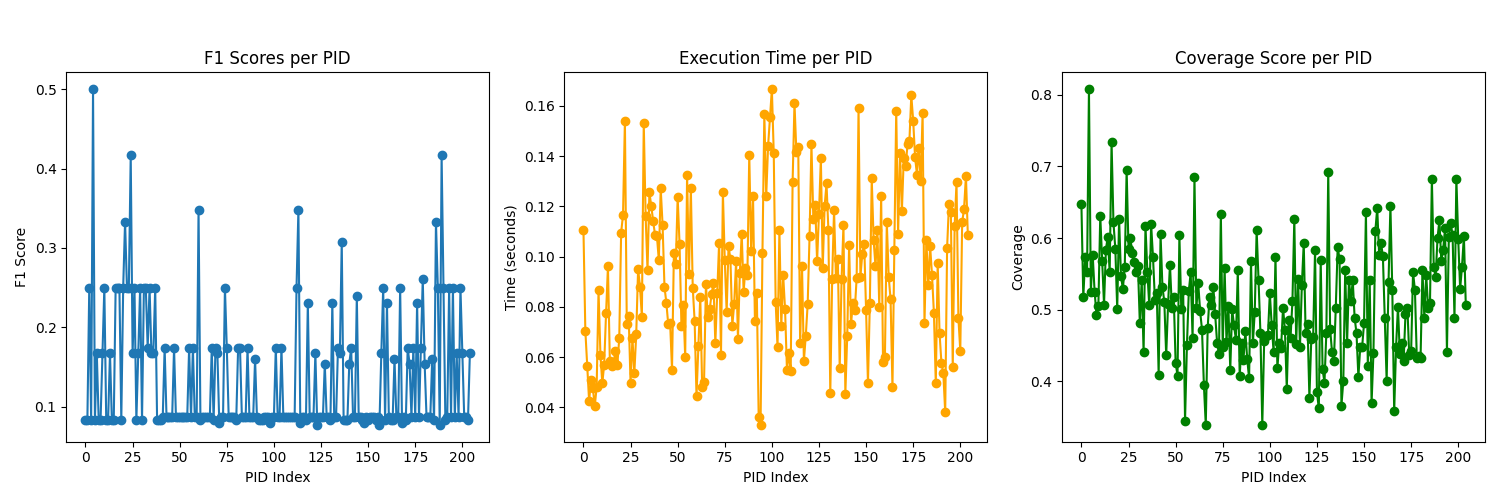 F1 Scores per PID
F1 Score
0.5
0.4
0.3
0.2
0.1
0 25 50 75 100 125 150 175 200
PID Index
Execution Time per PID
Time (seconds)
0.16
0.14
0.12
0.10
0.08
0.06
0.04
0 25 50 75 100 125 150 175 200
PID Index
Coverage Score per PID
Coverage
0.8
0.7
0.6
0.5
0.4
0 25 50 75 100 125 150 175 200
PID Index